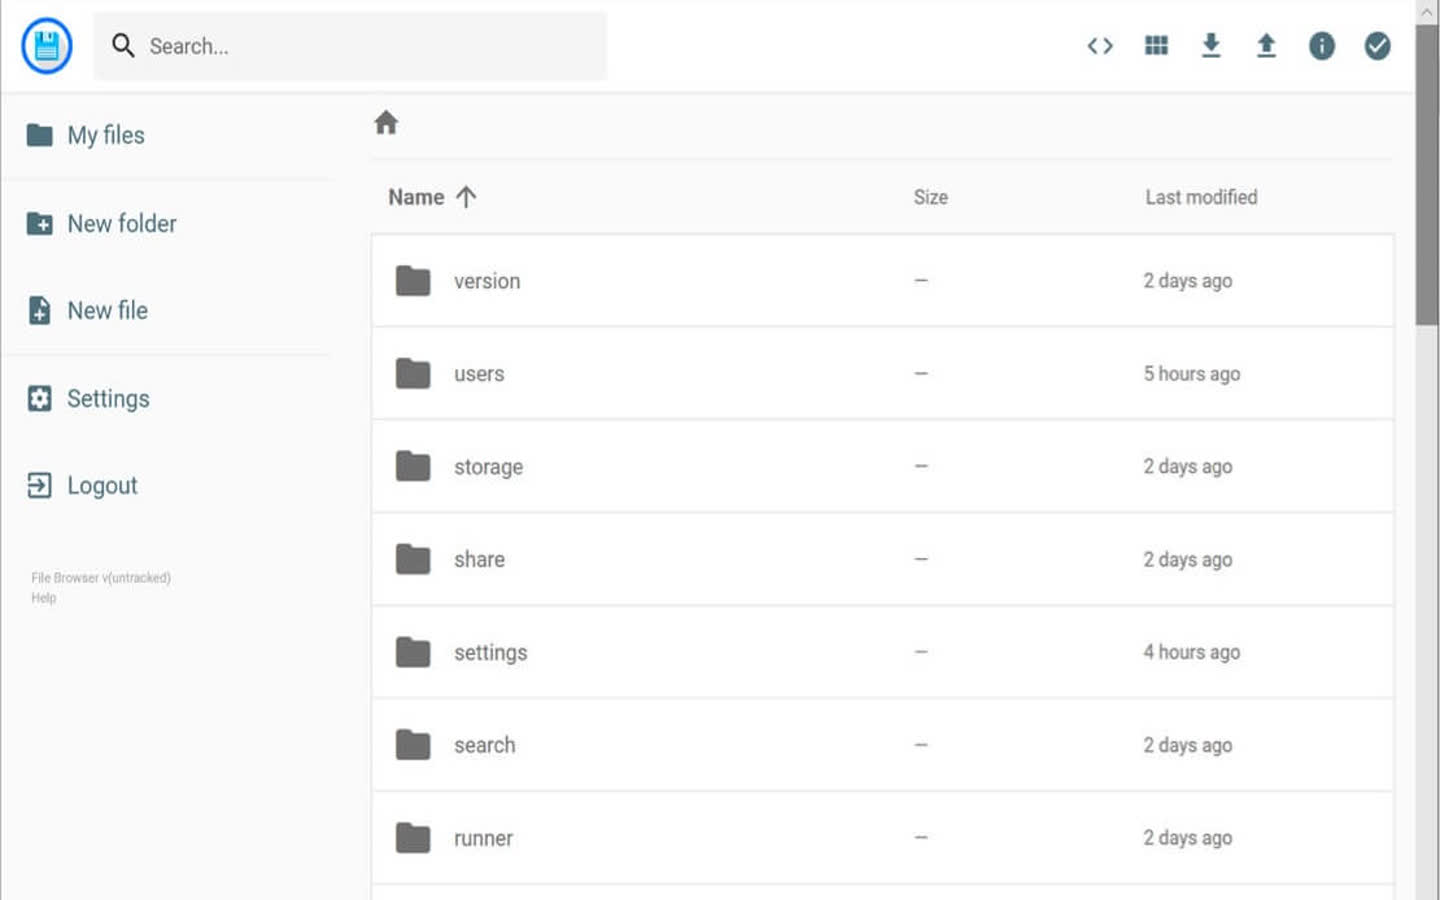 Search...
My files
New folder
New file
Settings
Logout
File Browser v(untracked)
Help
Name Size Last modified
version — 2 days ago
users — 5 hours ago
storage — 2 days ago
share — 2 days ago
settings — 4 hours ago
search — 2 days ago
runner — 2 days ago